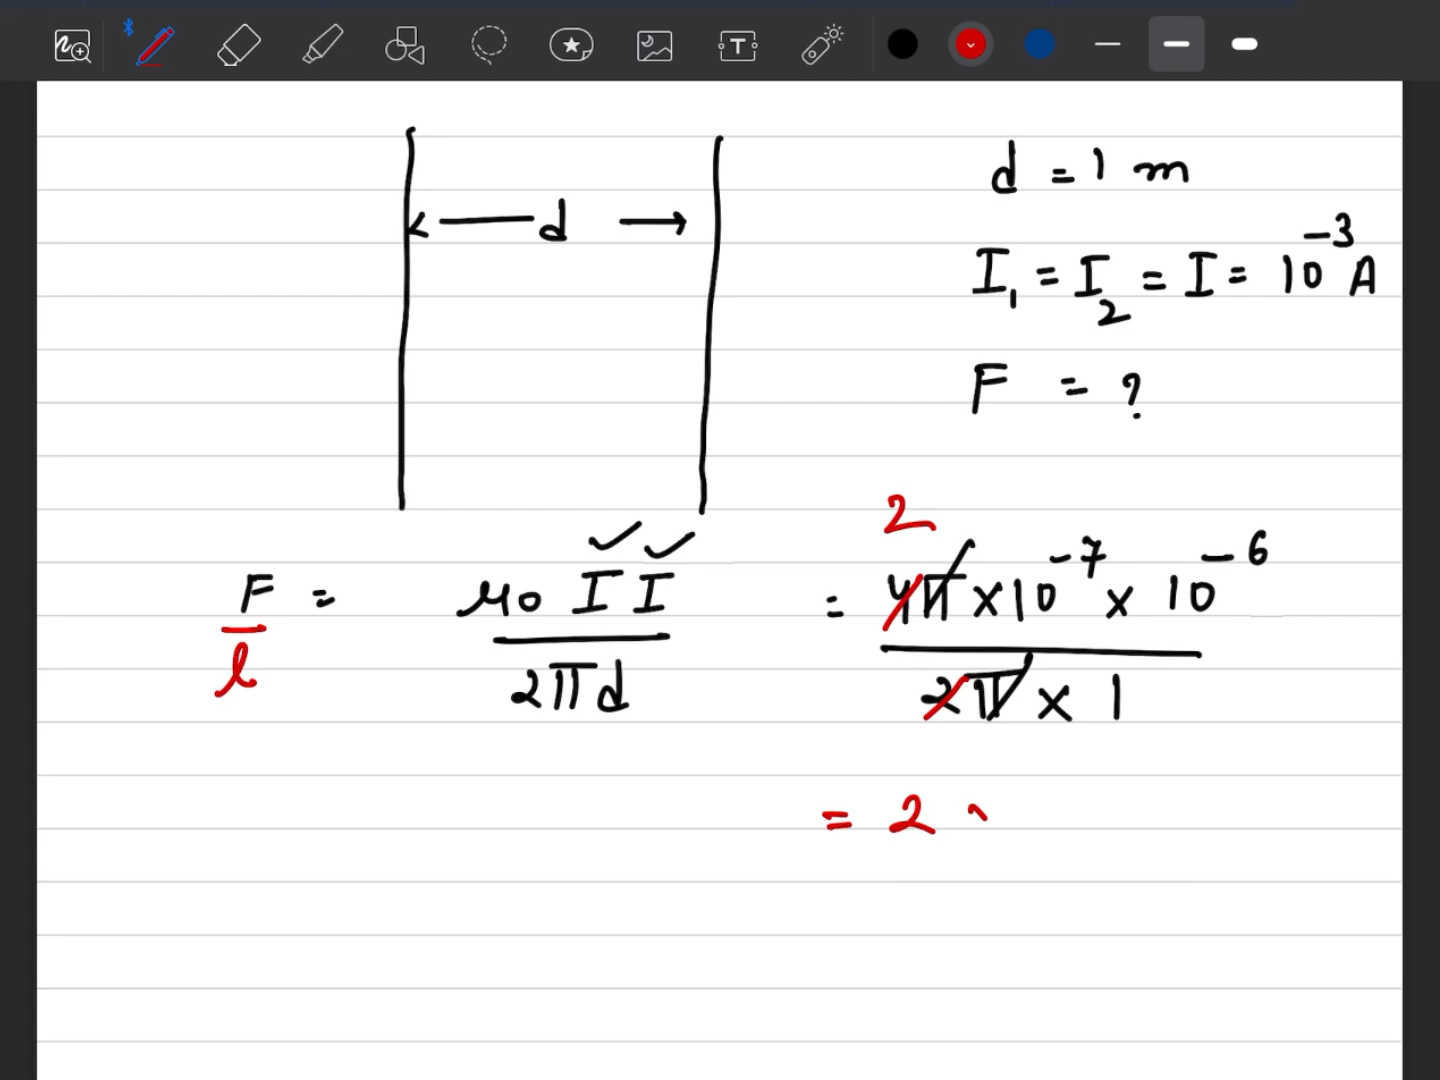 d
d = 1 m
I₁ = I₂ = I = 10⁻³ A
F = ?
F/l = μ₀ I I / 2πd = 4π × 10⁻⁷ × 10⁻⁶ / 2π × 1
2
= 2
T